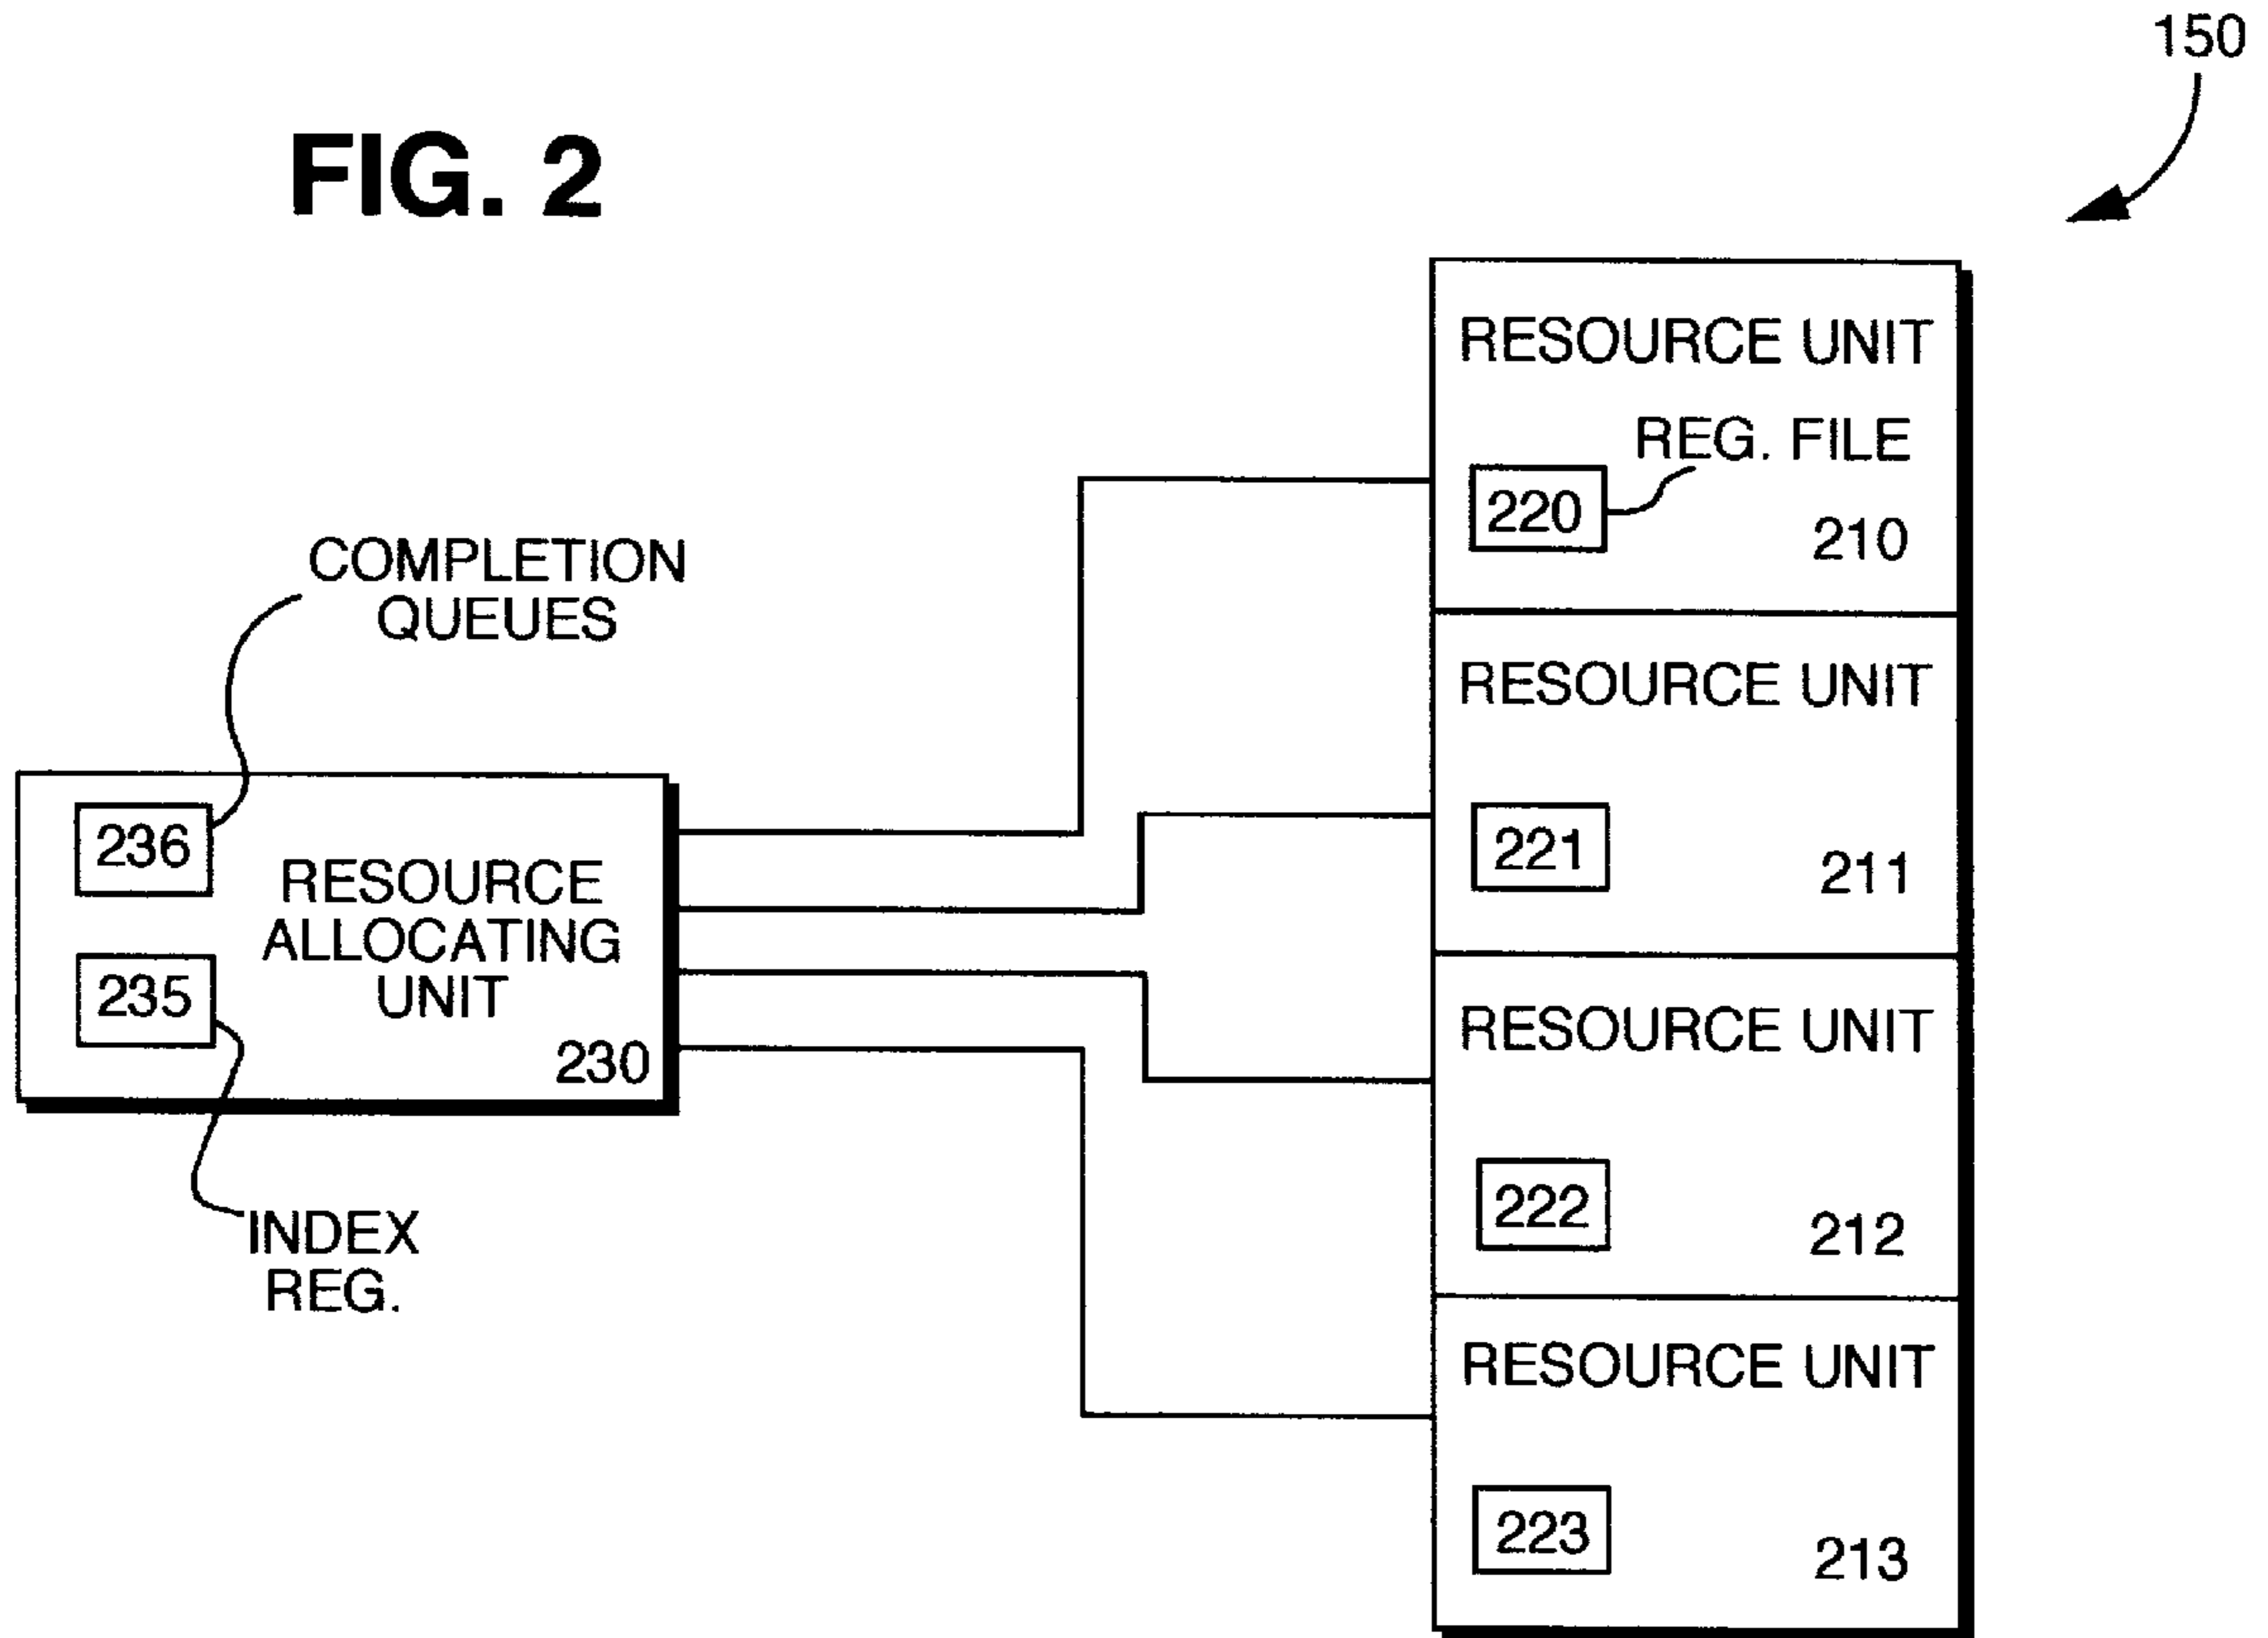 150
FIG. 2
RESOURCE UNIT
REG. FILE
220
210
COMPLETION
QUEUES
RESOURCE UNIT
221
211
236
RESOURCE
ALLOCATING
UNIT
235
230
INDEX
REG.
RESOURCE UNIT
222
212
RESOURCE UNIT
223
213